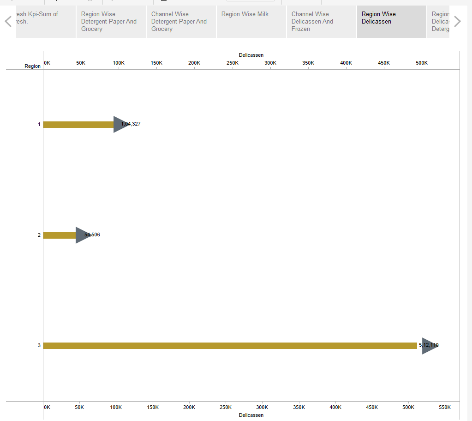 esh Kpi-Sum of
resh.
Region Wise
Detergent Paper And
Grocery
Channel Wise
Detergent Paper And
Grocery
Region Wise Milk
Channel Wise
Delicassen And
Frozen
Region Wise
Delicassen
Region
Delica
Deterg
Delicassen
Region
0K 50K 100K 150K 200K 250K 300K 350K 400K 450K 500K
1
2
3
0K 50K 100K 150K 200K 250K 300K 350K 400K 450K 500K 550K
Delicassen